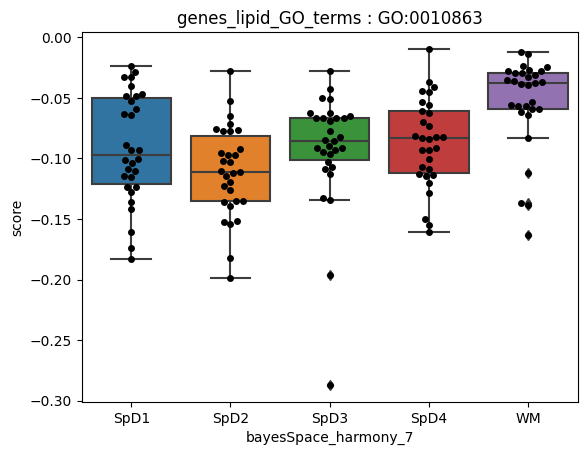 genes_lipid_GO_terms : GO:0010863
score
0.00
−0.05
−0.10
−0.15
−0.20
−0.25
−0.30
SpD1 SpD2 SpD3 SpD4 WM
bayesSpace_harmony_7